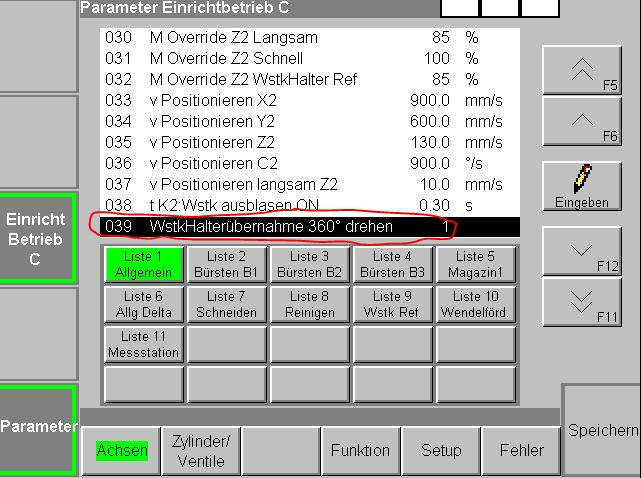 Parameter Einrichtbetrieb C
030 M Override Z2 Langsam 85 %
031 M Override Z2 Schnell 100 %
032 M Override Z2 WstkHalter Ref 85 %
033 v Positionieren X2 900.0 mm/s
034 v Positionieren Y2 600.0 mm/s
035 v Positionieren Z2 130.0 mm/s
036 v Positionieren C2 900.0 °/s
037 v Positionieren langsam Z2 10.0 mm/s
038 t K2:Wstk ausblasen ON 0.30 s
039 WstkHalterübernahme 360° drehen 1
F5
F6
Eingeben
F12
F11
Einricht
Betrieb
C
Parameter
Liste 1
Allgemein
Liste 2
Bürsten B1
Liste 3
Bürsten B2
Liste 4
Bürsten B3
Liste 5
Magazin1
Liste 6
Allg.Delta
Liste 7
Schneiden
Liste 8
Reinigen
Liste 9
Wstk Ref.
Liste 10
Wendelförd.
Liste 11
Messstation
Achsen
Zylinder/
Ventile
Funktion
Setup
Fehler
Speichern